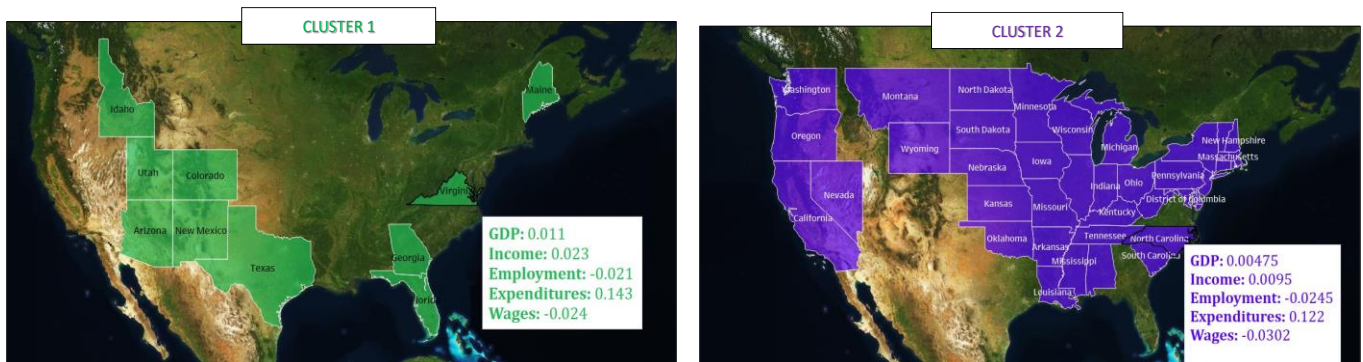 CLUSTER 1
Idaho
Maine
Utah
Colorado
Virgini
Arizona
New Mexico
Texas
Georgia
Florid
GDP: 0.011
Income: 0.023
Employment: -0.021
Expenditures: 0.143
Wages: -0.024
CLUSTER 2
Washington
Montana
North Dakota
Minnesota
Oregon
Wyoming
South Dakota
Wisconsin
Michigan
New Hampshire
Massachusetts
Nebraska
Iowa
Pennsylvania
Nevada
Indiana
Ohio
California
Kansas
Missouri
District of Columbia
Kentucky
Oklahoma
Arkansas
Tennessee
North Carolina
Mississippi
South Carolina
Louisiana
GDP: 0.00475
Income: 0.0095
Employment: -0.0245
Expenditures: 0.122
Wages: -0.0302